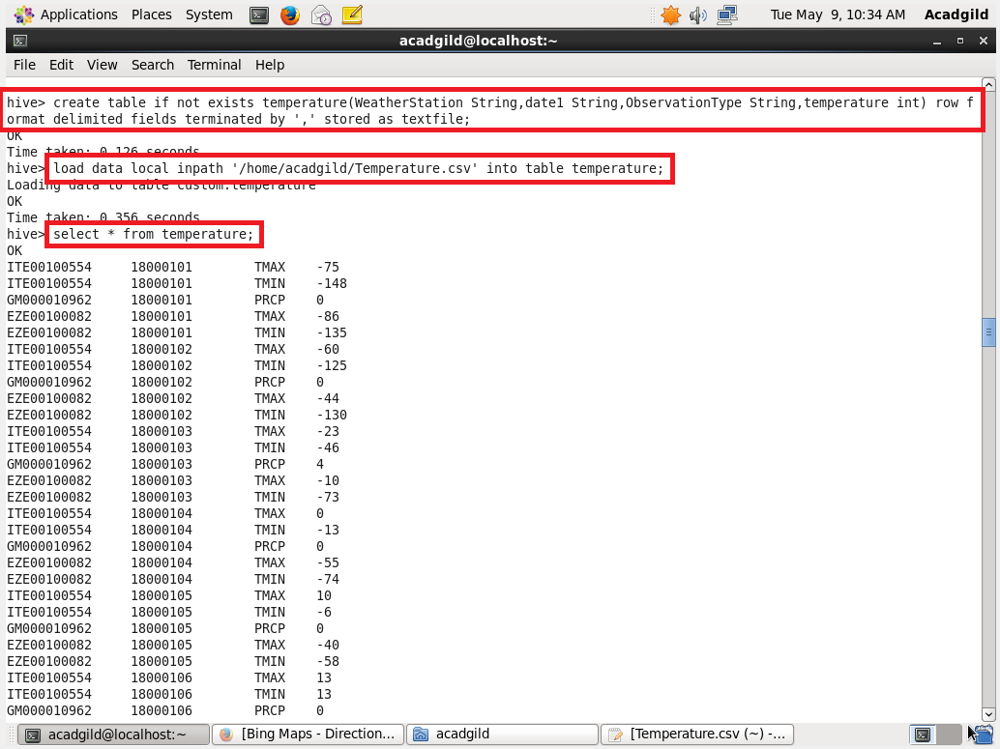 Applications Places System Tue May 9, 10:34 AM Acadgild
acadgild@localhost:~
File Edit View Search Terminal Help
hive> create table if not exists temperature(WeatherStation String,date1 String,ObservationType String,temperature int) row f
ormat delimited fields terminated by ',' stored as textfile;
OK
Time taken: 0.126 seconds
hive> load data local inpath '/home/acadgild/Temperature.csv' into table temperature;
Loading data to table custom.temperature
OK
Time taken: 0.356 seconds
hive> select * from temperature;
OK
ITE00100554 18000101 TMAX -75
ITE00100554 18000101 TMIN -148
GM000010962 18000101 PRCP 0
EZE00100082 18000101 TMAX -86
EZE00100082 18000101 TMIN -135
ITE00100554 18000102 TMAX -60
ITE00100554 18000102 TMIN -125
GM000010962 18000102 PRCP 0
EZE00100082 18000102 TMAX -44
EZE00100082 18000102 TMIN -130
ITE00100554 18000103 TMAX -23
ITE00100554 18000103 TMIN -46
GM000010962 18000103 PRCP 4
EZE00100082 18000103 TMAX -10
EZE00100082 18000103 TMIN -73
ITE00100554 18000104 TMAX 0
ITE00100554 18000104 TMIN -13
GM000010962 18000104 PRCP 0
EZE00100082 18000104 TMAX -55
EZE00100082 18000104 TMIN -74
ITE00100554 18000105 TMAX 10
ITE00100554 18000105 TMIN -6
GM000010962 18000105 PRCP 0
EZE00100082 18000105 TMAX -40
EZE00100082 18000105 TMIN -58
ITE00100554 18000106 TMAX 13
ITE00100554 18000106 TMIN 13
GM000010962 18000106 PRCP 0
acadgild@localhost:~ [Bing Maps - Direction... acadgild [Temperature.csv (~) -...